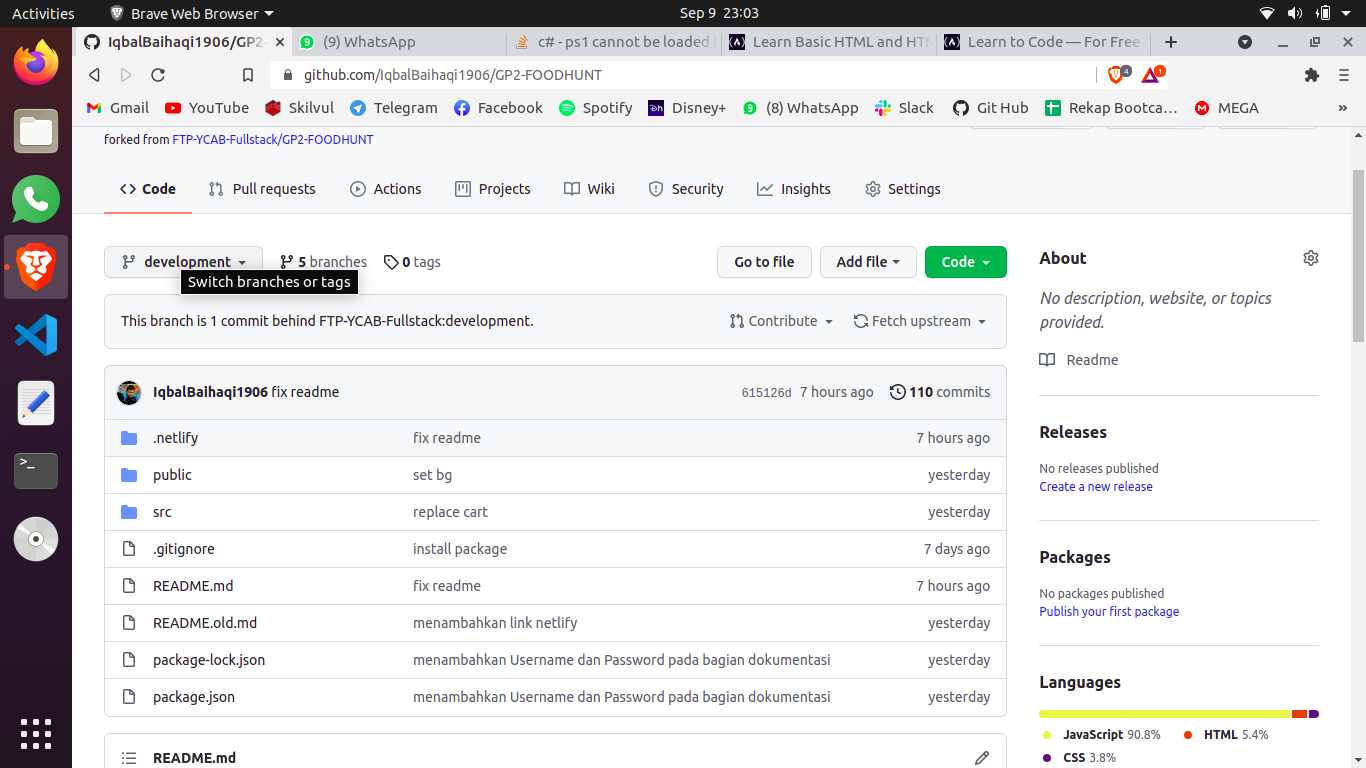 Activities Brave Web Browser Sep 9 23:03
IqbalBaihaqi1906/GP2- (9) WhatsApp c# - ps1 cannot be loaded Learn Basic HTML and HTM Learn to Code — For Free
github.com/IqbalBaihaqi1906/GP2-FOODHUNT 4 1
Gmail YouTube Skilvul Telegram Facebook Spotify Disney+ (8) WhatsApp Slack Git Hub Rekap Bootca… MEGA »
forked from FTP-YCAB-Fullstack/GP2-FOODHUNT
Code Pull requests Actions Projects Wiki Security Insights Settings
development 5 branches 0 tags Go to file Add file Code
Switch branches or tags
This branch is 1 commit behind FTP-YCAB-Fullstack:development. Contribute Fetch upstream
IqbalBaihaqi1906 fix readme 615126d 7 hours ago 110 commits
.netlify fix readme 7 hours ago
public set bg yesterday
src replace cart yesterday
.gitignore install package 7 days ago
README.md fix readme 7 hours ago
README.old.md menambahkan link netlify yesterday
package-lock.json menambahkan Username dan Password pada bagian dokumentasi yesterday
package.json menambahkan Username dan Password pada bagian dokumentasi yesterday
README.md
About
No description, website, or topics
provided.
Readme
Releases
No releases published
Create a new release
Packages
No packages published
Publish your first package
Languages
JavaScript 90.8% HTML 5.4%
CSS 3.8%